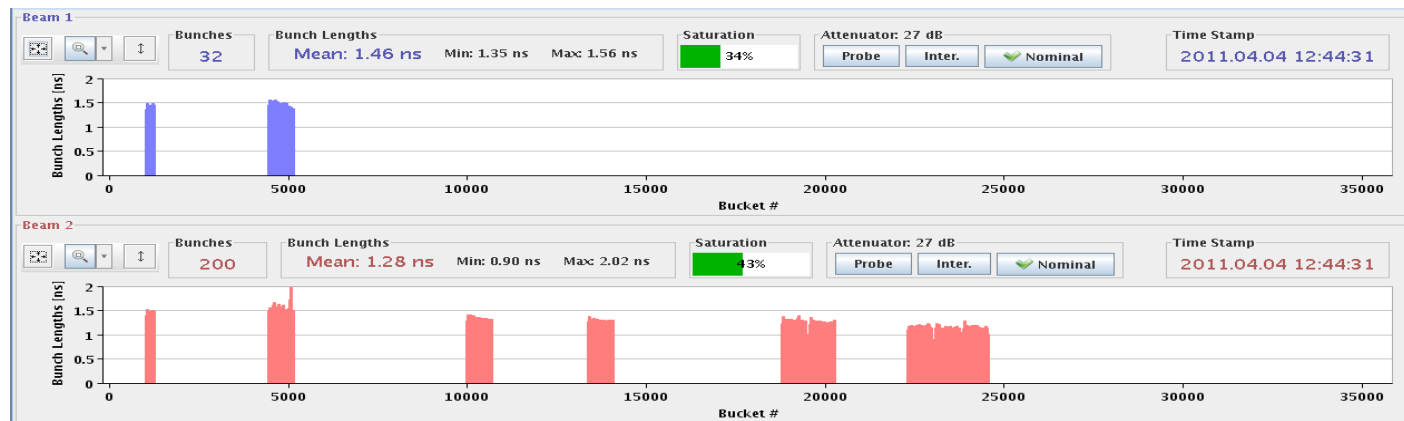 Beam 1
Bunches
32
Bunch Lengths
Mean: 1.46 ns Min: 1.35 ns Max: 1.56 ns
Saturation
34%
Attenuator: 27 dB
Probe Inter. Nominal
Time Stamp
2011.04.04 12:44:31
Bunch Lengths [ns]
2
1.5
1
0.5
0
0 5000 10000 15000 20000 25000 30000 35000
Bucket #
Beam 2
Bunches
200
Bunch Lengths
Mean: 1.28 ns Min: 0.90 ns Max: 2.02 ns
Saturation
43%
Attenuator: 27 dB
Probe Inter. Nominal
Time Stamp
2011.04.04 12:44:31
Bunch Lengths [ns]
2
1.5
1
0.5
0
0 5000 10000 15000 20000 25000 30000 35000
Bucket #